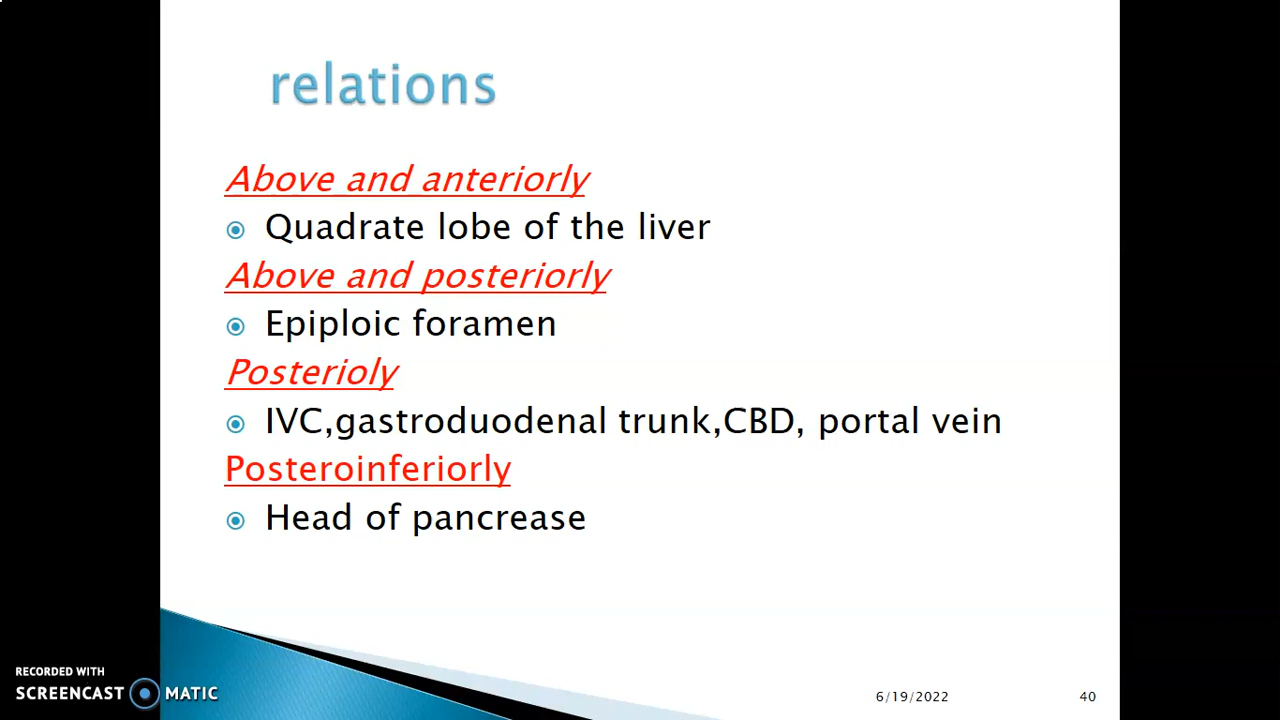 relations
Above and anteriorly
Quadrate lobe of the liver
Above and posteriorly
Epiploic foramen
Posterioly
IVC,gastroduodenal trunk,CBD, portal vein
Posteroinferiorly
Head of pancrease
RECORDED WITH
SCREENCAST MATIC
6/19/2022
40